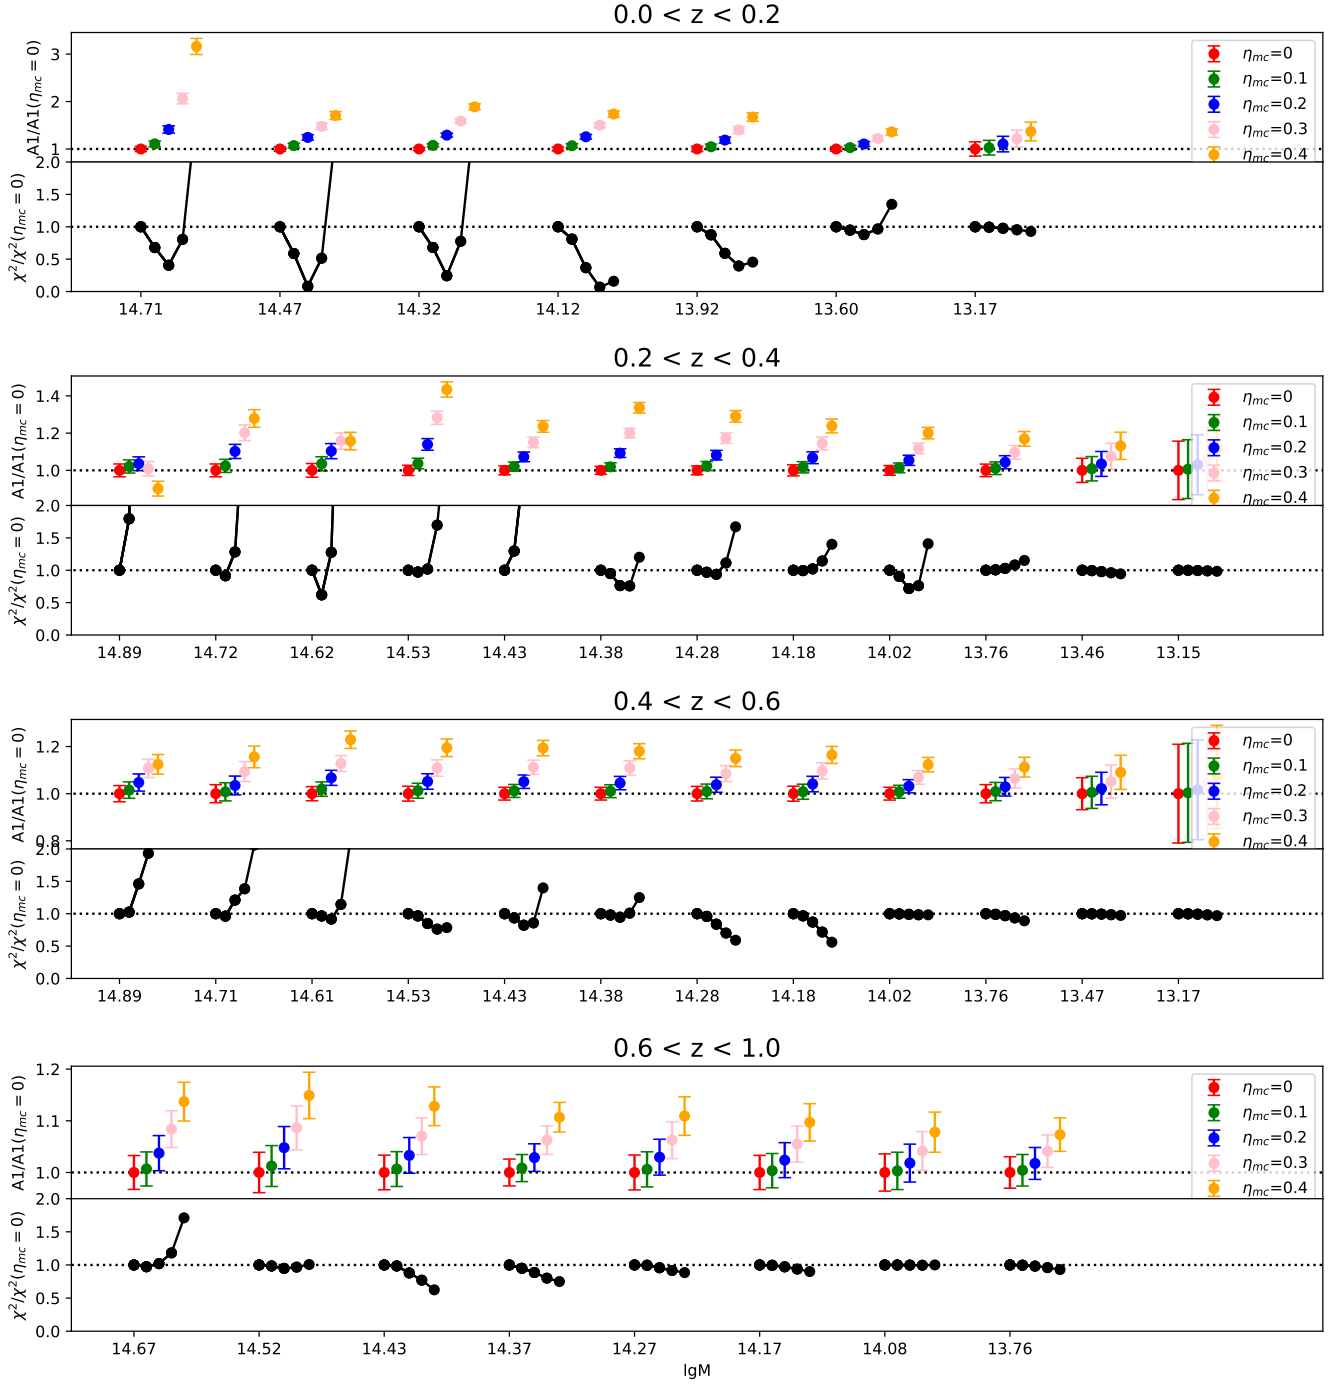 0.0 < z < 0.2
A1/A1(η_mc = 0)
3
2
1
η_mc=0
η_mc=0.1
η_mc=0.2
η_mc=0.3
η_mc=0.4
χ²/χ²(η_mc = 0)
2.0
1.5
1.0
0.5
0.0
14.71 14.47 14.32 14.12 13.92 13.60 13.17
0.2 < z < 0.4
A1/A1(η_mc = 0)
1.4
1.2
1.0
η_mc=0
η_mc=0.1
η_mc=0.2
η_mc=0.3
η_mc=0.4
χ²/χ²(η_mc = 0)
2.0
1.5
1.0
0.5
0.0
14.89 14.72 14.62 14.53 14.43 14.38 14.28 14.18 14.02 13.76 13.46 13.15
0.4 < z < 0.6
A1/A1(η_mc = 0)
1.2
1.0
0.8
η_mc=0
η_mc=0.1
η_mc=0.2
η_mc=0.3
η_mc=0.4
χ²/χ²(η_mc = 0)
2.0
1.5
1.0
0.5
0.0
14.89 14.71 14.61 14.53 14.43 14.38 14.28 14.18 14.02 13.76 13.47 13.17
0.6 < z < 1.0
A1/A1(η_mc = 0)
1.2
1.1
1.0
η_mc=0
η_mc=0.1
η_mc=0.2
η_mc=0.3
η_mc=0.4
χ²/χ²(η_mc = 0)
2.0
1.5
1.0
0.5
0.0
14.67 14.52 14.43 14.37 14.27 14.17 14.08 13.76
lgM